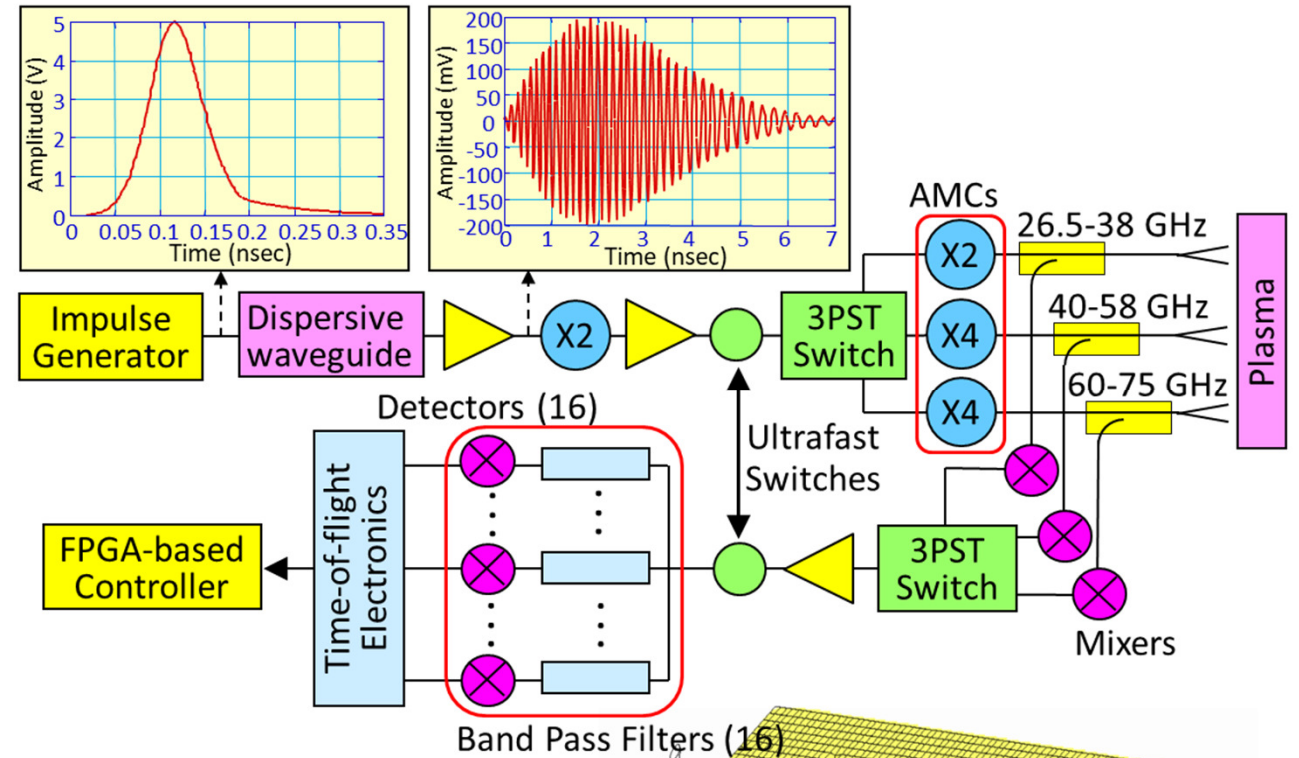 Amplitude (V)
5
4
3
2
1
0
0 0.05 0.1 0.15 0.2 0.25 0.3 0.35
Time (nsec)
Amplitude (mV)
200
150
100
50
0
-50
-100
-150
-200
0 1 2 3 4 5 6 7
Time (nsec)
AMCs
26.5-38 GHz
40-58 GHz
60-75 GHz
X2
X4
X4
Plasma
Impulse
Generator
Dispersive
waveguide
X2
3PST
Switch
Ultrafast
Switches
Detectors (16)
Time-of-flight
Electronics
FPGA-based
Controller
3PST
Switch
Mixers
Band Pass Filters (16)